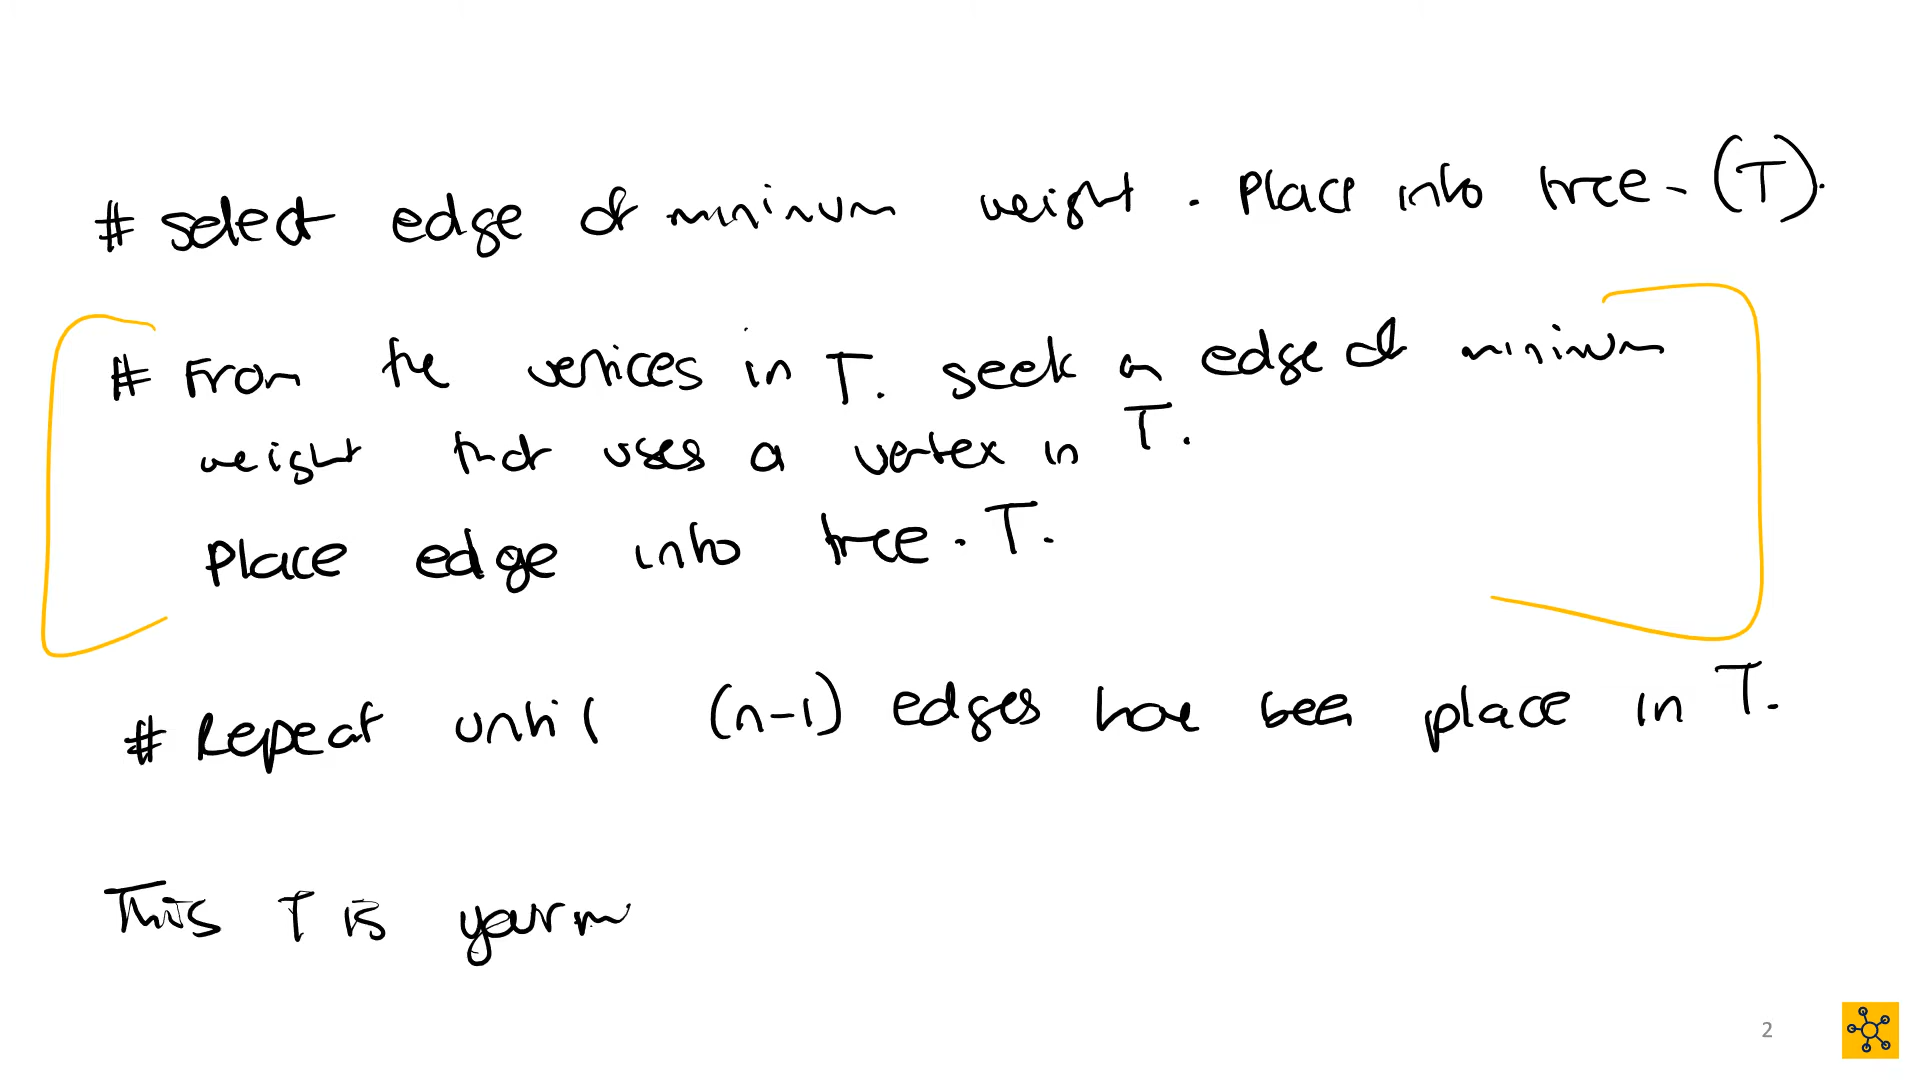 # select edge of minimum weight. Place into tree - (T).
# From the vertices in T. seek an edge of minimum
weight that uses a vertex in T.
Place edge into tree. T.
# Repeat until (n-1) edges have been place in T.
This T is your m
2